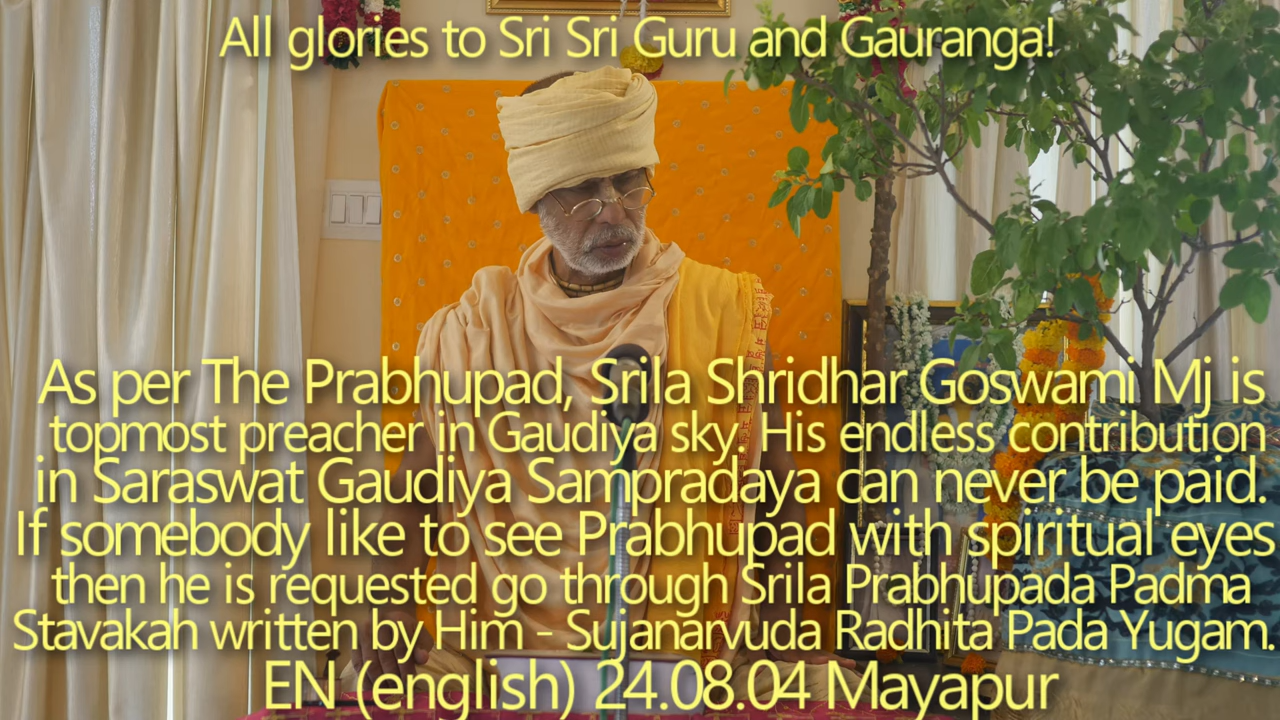 All glories to Sri Sri Guru and Gauranga!
As per The Prabhupad, Srila Shridhar Goswami Mj is
topmost preacher in Gaudiya sky. His endless contribution
in Saraswat Gaudiya Sampradaya can never be paid.
If somebody like to see Prabhupad with spiritual eyes
then he is requested go through Srila Prabhupada Padma
Stavakah written by Him - Sujanarvuda Radhita Pada Yugam.
EN (english) 24.08.04 Mayapur